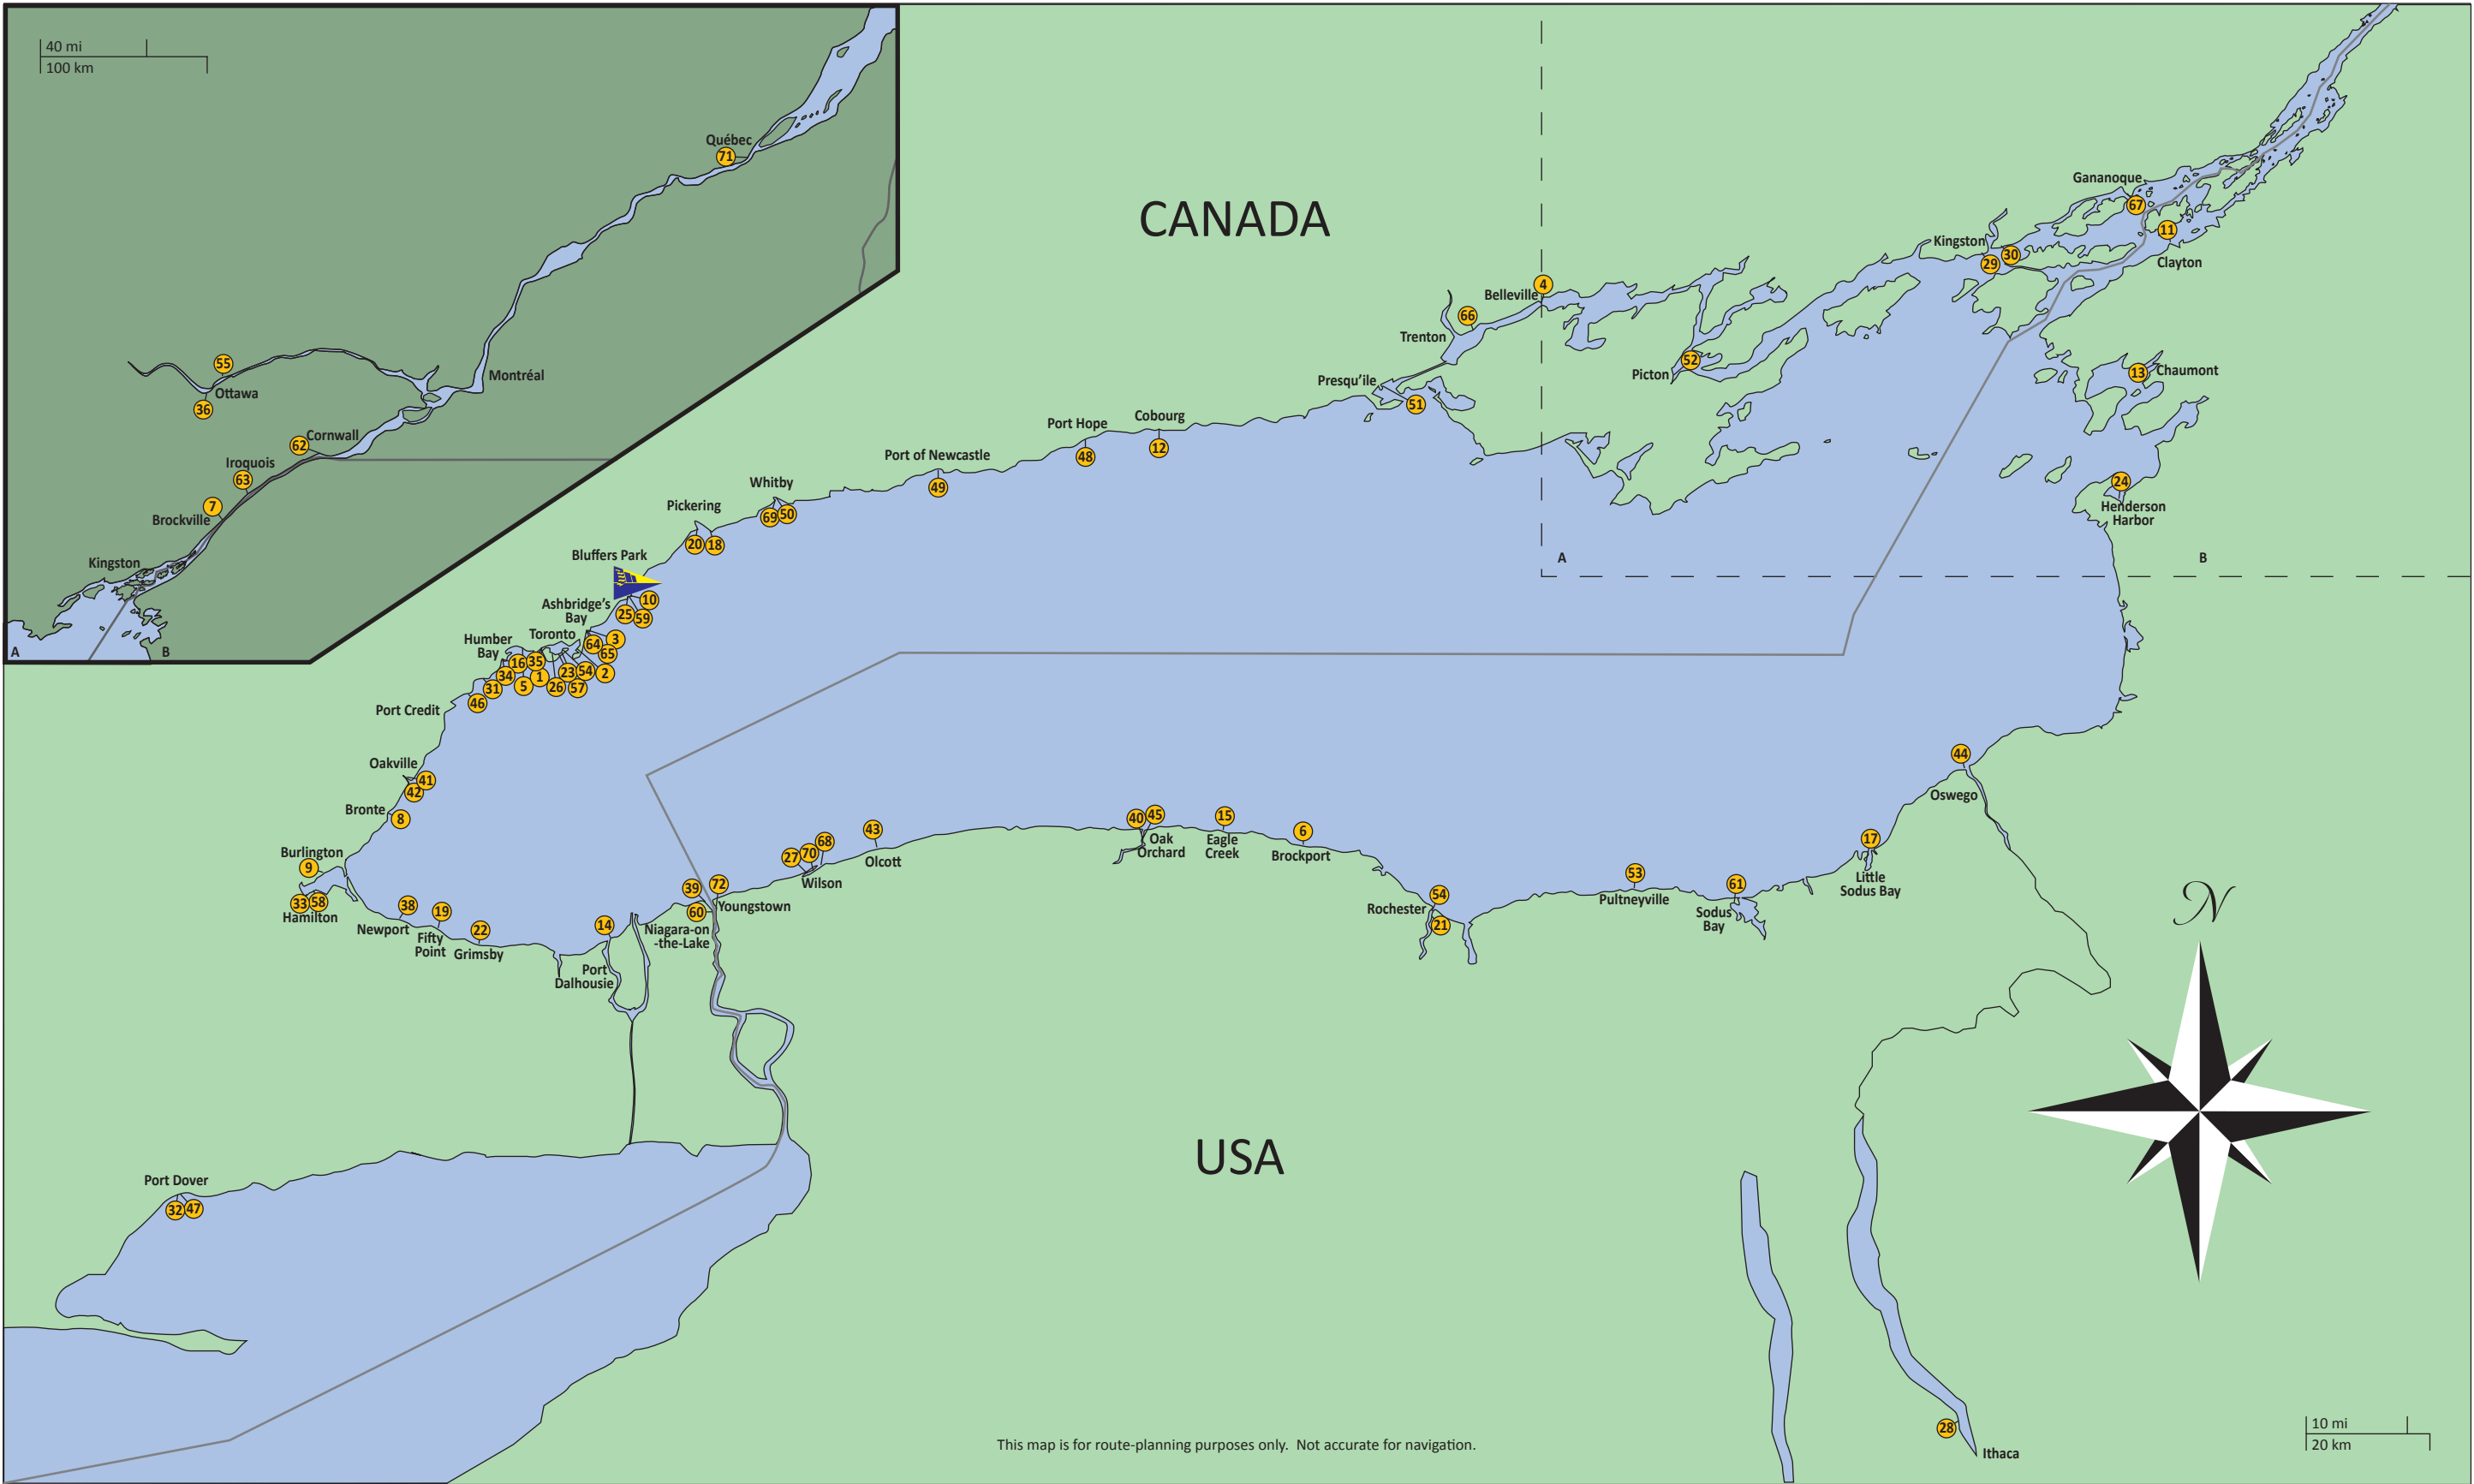 40 mi
100 km
Québec
71
Montréal
55
Ottawa
36
62
Cornwall
Iroquois
63
7
Brockville
Kingston
A
B
CANADA
Gananoque
67
11
Kingston
30
29
Clayton
4
Belleville
66
Trenton
52
Picton
Presqu’ile
51
13
Chaumont
24
Henderson
Harbor
A
B
Cobourg
12
Port Hope
48
Port of Newcastle
49
Whitby
69
50
Pickering
20
18
Bluffers Park
10
25
59
Ashbridge’s
Bay
3
64
65
Toronto
Humber
Bay
16
35
34
1
23
54
2
31
5
26
57
46
Port Credit
Oakville
41
42
Bronte
8
Burlington
9
33
58
Hamilton
38
Newport
19
Fifty
Point
22
Grimsby
14
Port
Dalhousie
39
72
60
Youngstown
Niagara-on
-the-Lake
27
70
68
Wilson
43
Olcott
40
45
Oak
Orchard
15
Eagle
Creek
6
Brockport
54
Rochester
21
53
Pultneyville
61
Sodus
Bay
17
Little
Sodus Bay
44
Oswego
N
USA
Port Dover
32
47
28
Ithaca
This map is for route-planning purposes only. Not accurate for navigation.
10 mi
20 km